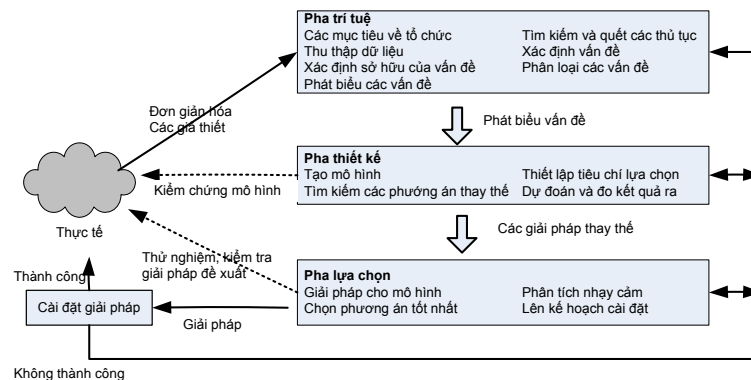 Pha trí tuệ
Các mục tiêu về tổ chức
Tìm kiếm và quét các thủ tục
Thu thập dữ liệu
Xác định vấn đề
Xác định sở hữu của vấn đề
Phân loại các vấn đề
Phát biểu các vấn đề
Đơn giản hóa
Các giả thiết
Phát biểu vấn đề
Pha thiết kế
Tạo mô hình
Thiết lập tiêu chí lựa chọn
Tìm kiếm các phướng án thay thế
Dự đoán và đo kết quả ra
Kiểm chứng mô hình
Thực tế
Các giải pháp thay thế
Thử nghiệm, kiểm tra
giải pháp đề xuất
Thành công
Pha lựa chọn
Giải pháp cho mô hình
Phân tích nhạy cảm
Chọn phương án tốt nhất
Lên kế hoạch cài đặt
Cài đặt giải pháp
Giải pháp
Không thành công